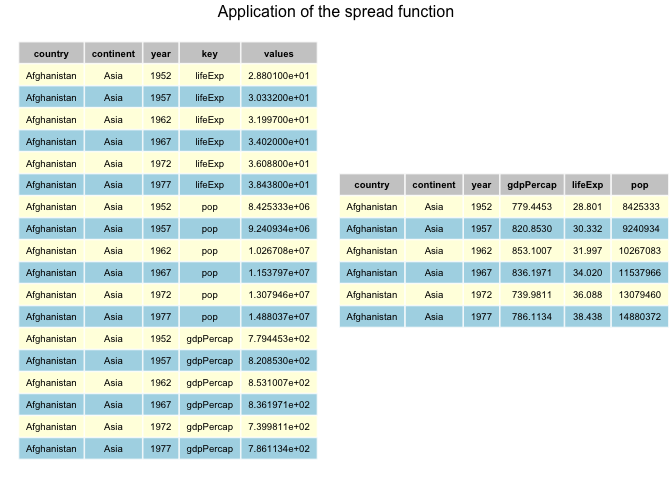 Application of the spread function
country continent year key values
Afghanistan Asia 1952 lifeExp 2.880100e+01
Afghanistan Asia 1957 lifeExp 3.033200e+01
Afghanistan Asia 1962 lifeExp 3.199700e+01
Afghanistan Asia 1967 lifeExp 3.402000e+01
Afghanistan Asia 1972 lifeExp 3.608800e+01
Afghanistan Asia 1977 lifeExp 3.843800e+01
Afghanistan Asia 1952 pop 8.425333e+06
Afghanistan Asia 1957 pop 9.240934e+06
Afghanistan Asia 1962 pop 1.026708e+07
Afghanistan Asia 1967 pop 1.153797e+07
Afghanistan Asia 1972 pop 1.307946e+07
Afghanistan Asia 1977 pop 1.488037e+07
Afghanistan Asia 1952 gdpPercap 7.794453e+02
Afghanistan Asia 1957 gdpPercap 8.208530e+02
Afghanistan Asia 1962 gdpPercap 8.531007e+02
Afghanistan Asia 1967 gdpPercap 8.361971e+02
Afghanistan Asia 1972 gdpPercap 7.399811e+02
Afghanistan Asia 1977 gdpPercap 7.861134e+02
country continent year gdpPercap lifeExp pop
Afghanistan Asia 1952 779.4453 28.801 8425333
Afghanistan Asia 1957 820.8530 30.332 9240934
Afghanistan Asia 1962 853.1007 31.997 10267083
Afghanistan Asia 1967 836.1971 34.020 11537966
Afghanistan Asia 1972 739.9811 36.088 13079460
Afghanistan Asia 1977 786.1134 38.438 14880372